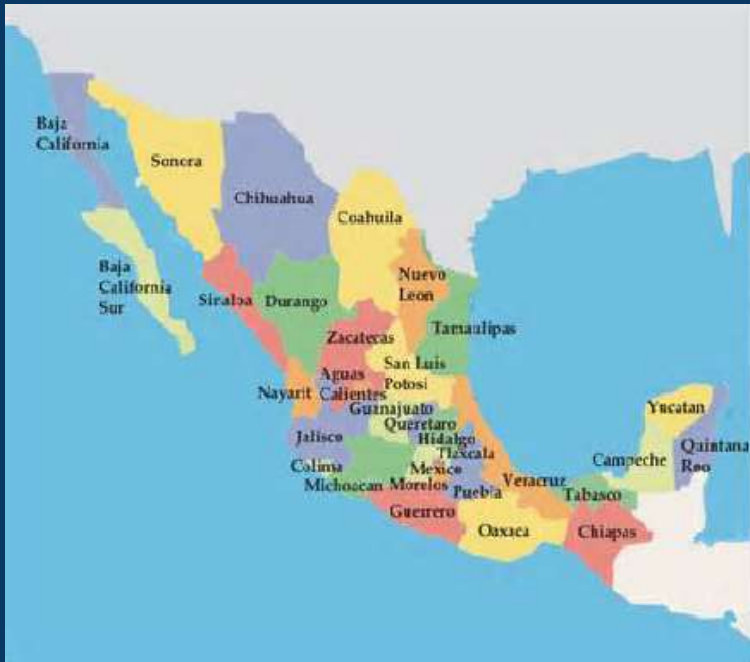 Baja
California
Sonora
Chihuahua
Coahuila
Baja
California
Sur
Sinaloa
Durango
Nuevo
Leon
Tamaulipas
Zacatecas
San Luis
Potosi
Aguas
Calientes
Nayarit
Guanajuato
Queretaro
Jalisco
Hidalgo
Tlaxcala
Mexico
Colima
Michoacan
Morelos
Puebla
Veracruz
Guerrero
Oaxaca
Tabasco
Chiapas
Campeche
Yucatan
Quintana
Roo